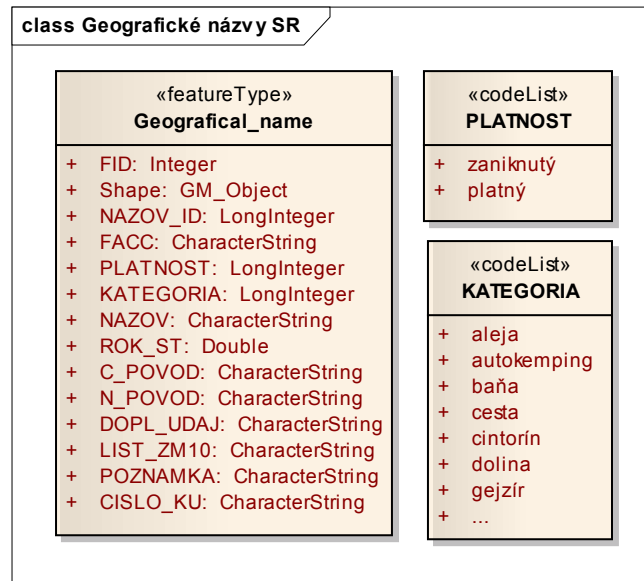 class Geografické názvy SR
«featureType»
Geografical_name
+ FID: Integer
+ Shape: GM_Object
+ NAZOV_ID: LongInteger
+ FACC: CharacterString
+ PLATNOST: LongInteger
+ KATEGORIA: LongInteger
+ NAZOV: CharacterString
+ ROK_ST: Double
+ C_POVOD: CharacterString
+ N_POVOD: CharacterString
+ DOPL_UDAJ: CharacterString
+ LIST_ZM10: CharacterString
+ POZNAMKA: CharacterString
+ CISLO_KU: CharacterString
«codeList»
PLATNOST
+ zaniknutý
+ platný
«codeList»
KATEGORIA
+ aleja
+ autokemping
+ baňa
+ cesta
+ cintorín
+ dolina
+ gejzír
+ ...